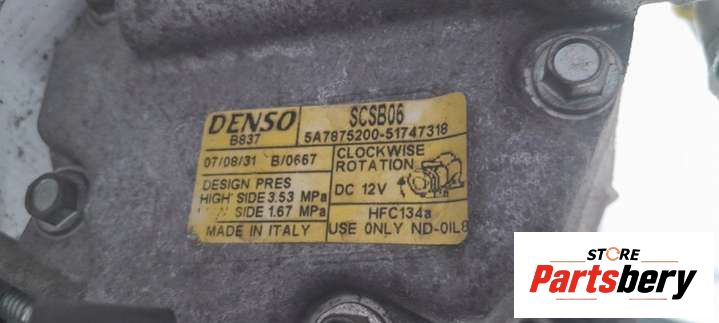 DENSO
B837
SCSB06
5A7875200-51747318
07/08/31 B/0667
CLOCKWISE
ROTATION
DC 12V
DESIGN PRES
HIGH SIDE 3.53 MPa
SIDE 1.67 MPa
HFC134a
MADE IN ITALY
USE ONLY ND-OIL8
STORE
Partsbery